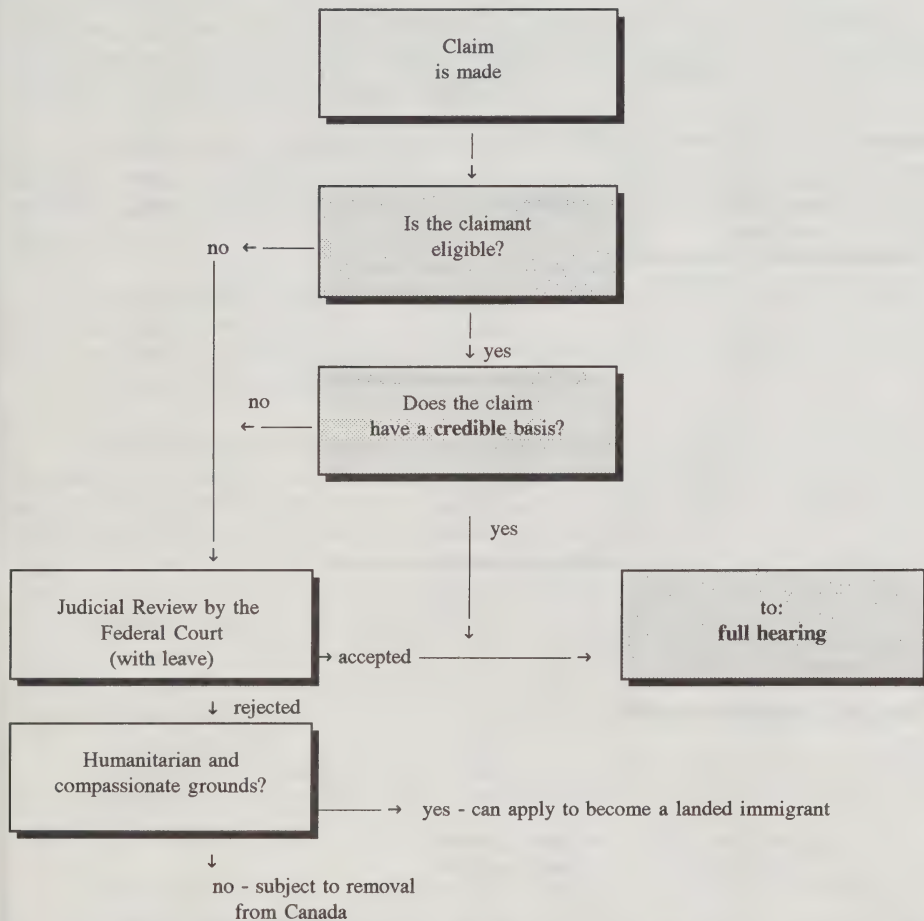 Claim
is made
↓
Is the claimant
eligible?
no ←
↓ yes
Does the claim
have a credible basis?
no
←
yes
↓
↓
Judicial Review by the
Federal Court
(with leave)
→ accepted →
to:
full hearing
↓ rejected
Humanitarian and
compassionate grounds?
→ yes - can apply to become a landed immigrant
↓
no - subject to removal
from Canada